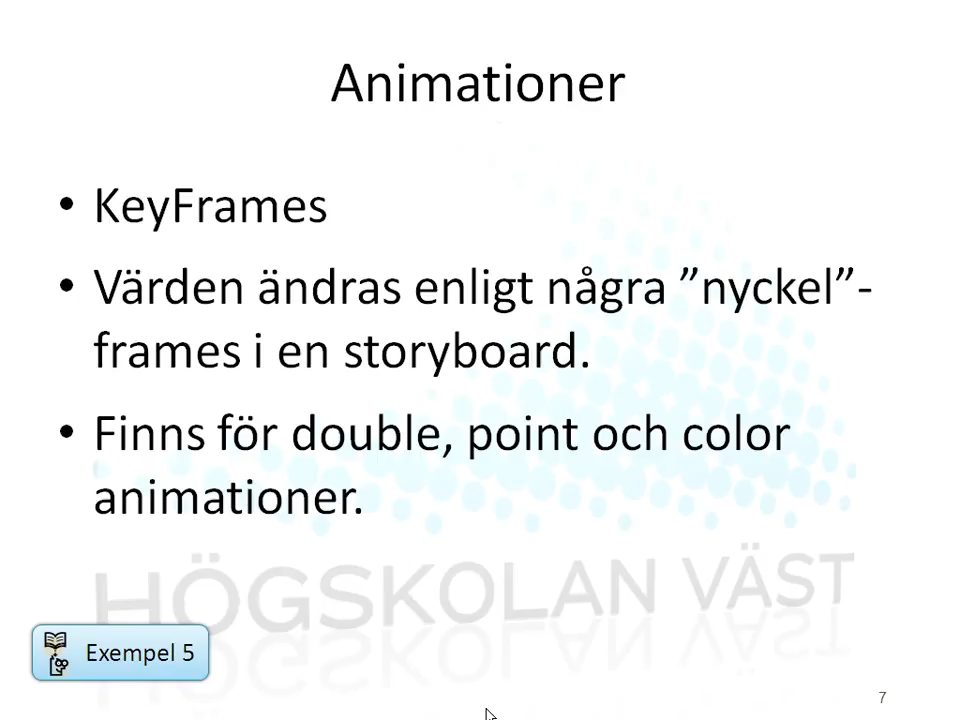 Animationer
• KeyFrames
• Värden ändras enligt några ”nyckel”-
frames i en storyboard.
• Finns för double, point och color
animationer.
HÖGSKOLAN VÄST
Exempel 5
7